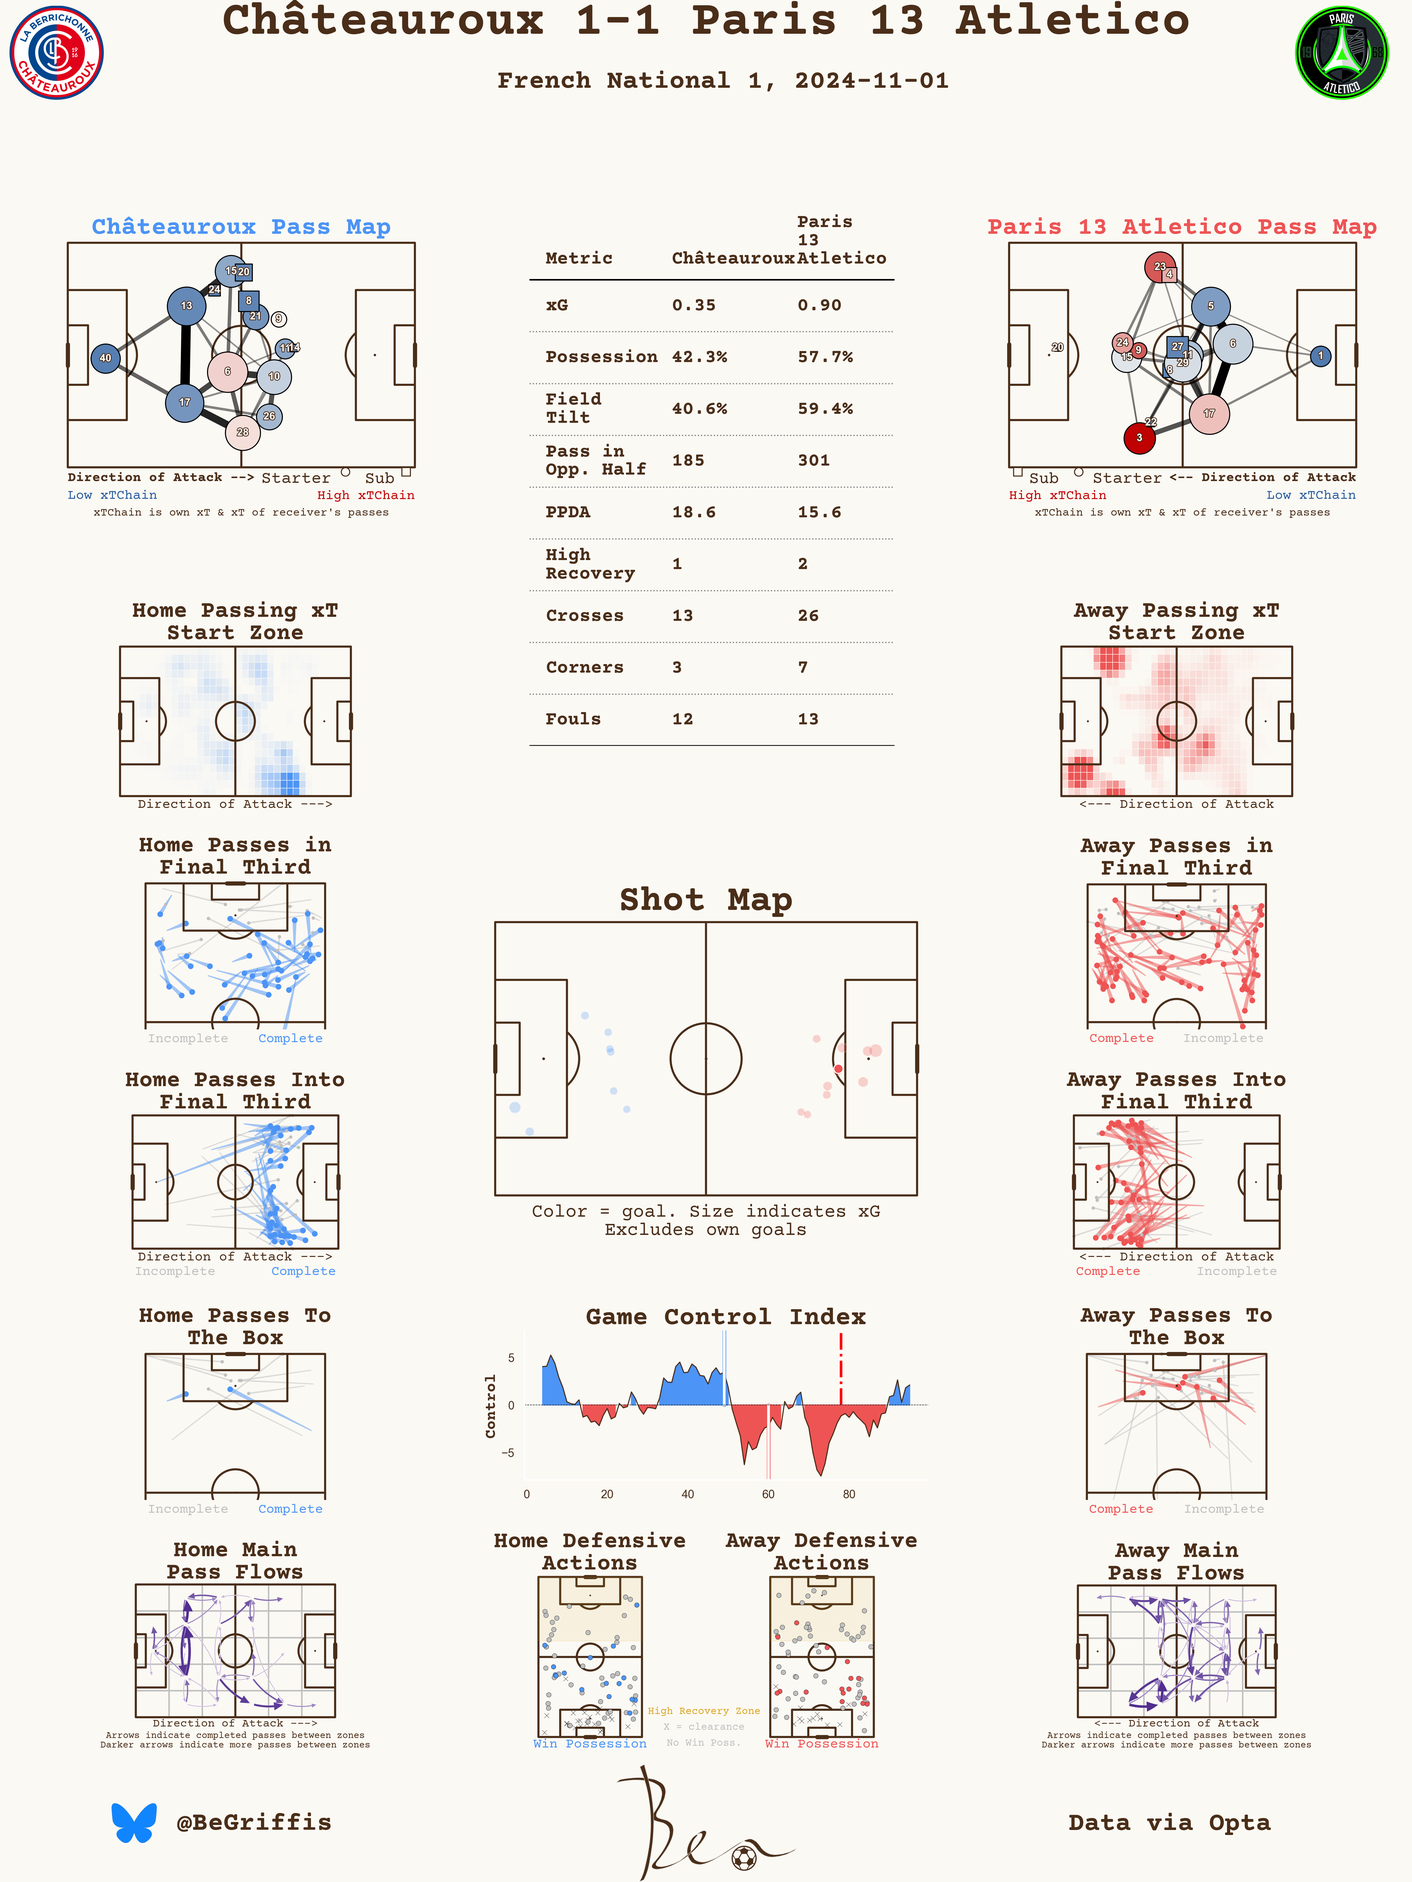 Châteauroux 1-1 Paris 13 Atletico
French National 1, 2024-11-01
LA BERRICHONNE
CHÂTEAUROUX
PARIS
ATLETICO
Châteauroux Pass Map
15 20
24
13
8
21
9
40
11 14
6
10
17
26
28
Direction of Attack --> Starter Sub
Low xTChain High xTChain
xTChain is own xT & xT of receiver's passes
Metric Châteauroux Paris 13 Atletico
xG 0.35 0.90
Possession 42.3% 57.7%
Field Tilt 40.6% 59.4%
Pass in Opp. Half 185 301
PPDA 18.6 15.6
High Recovery 1 2
Crosses 13 26
Corners 3 7
Fouls 12 13
Paris 13 Atletico Pass Map
23
4
5
20
24
9
15
27
11
29
8
6
1
17
22
3
Sub Starter <-- Direction of Attack
High xTChain Low xTChain
xTChain is own xT & xT of receiver's passes
Home Passing xT
Start Zone
Direction of Attack --->
Away Passing xT
Start Zone
<--- Direction of Attack
Home Passes in
Final Third
Incomplete Complete
Away Passes in
Final Third
Complete Incomplete
Shot Map
Color = goal. Size indicates xG
Excludes own goals
Home Passes Into
Final Third
Direction of Attack --->
Incomplete Complete
Away Passes Into
Final Third
<--- Direction of Attack
Complete Incomplete
Home Passes To
The Box
Incomplete Complete
Game Control Index
Control
5
0
−5
0 20 40 60 80
Away Passes To
The Box
Complete Incomplete
Home Main
Pass Flows
Direction of Attack --->
Arrows indicate completed passes between zones
Darker arrows indicate more passes between zones
Home Defensive
Actions
Win Possession
High Recovery Zone
X = clearance
No Win Poss.
Away Defensive
Actions
Win Possession
Away Main
Pass Flows
<--- Direction of Attack
Arrows indicate completed passes between zones
Darker arrows indicate more passes between zones
@BeGriffis
Ben
Data via Opta